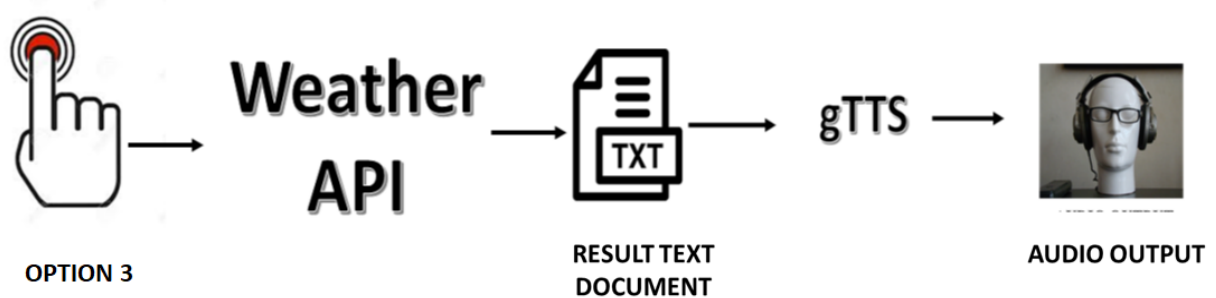 Weather
API
TXT
gTTS
OPTION 3
RESULT TEXT
DOCUMENT
AUDIO OUTPUT